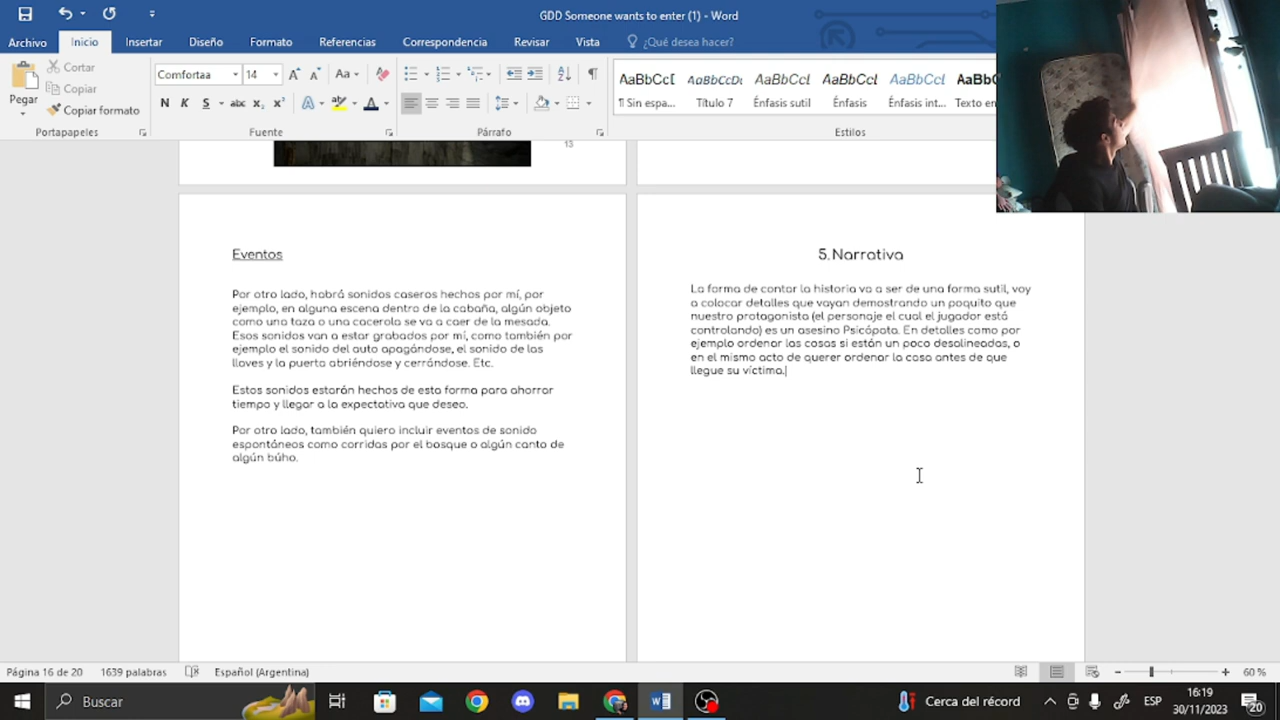 GDD Someone wants to enter (1) - Word
Archivo Inicio Insertar Diseño Formato Referencias Correspondencia Revisar Vista ¿Qué desea hacer?
Pegar
Cortar
Copiar
Copiar formato
Portapapeles
Comfortaa 14
N K S abc x₂ x²
Fuente
Párrafo
AaBbCcD AaBbCcDc AaBbCcI AaBbCcI AaBbCcI AaBbC
¶ Sin espa... Título 7 Énfasis sutil Énfasis Énfasis int... Texto en
Estilos
13
Eventos
Por otro lado, habrá sonidos caseros hechos por mí, por
ejemplo, en alguna escena dentro de la cabaña, algún objeto
como una taza o una cacerola se va a caer de la mesada.
Esos sonidos van a estar grabados por mí, como también por
ejemplo el sonido del auto apagándose, el sonido de las
llaves y la puerta abriéndose y cerrándose. Etc.
Estos sonidos estarán hechos de esta forma para ahorrar
tiempo y llegar a la expectativa que deseo.
Por otro lado, también quiero incluir eventos de sonido
espontáneos como corridas por el bosque o algún canto de
algún búho.
5. Narrativa
La forma de contar la historia va a ser de una forma sutil, voy
a colocar detalles que vayan demostrando un poquito que
nuestro protagonista (el personaje el cual el jugador está
controlando) es un asesino Psicópata. En detalles como por
ejemplo ordenar las cosas si están un poco desalineadas, o
en el mismo acto de querer ordenar la casa antes de que
llegue su víctima.
Página 16 de 20 1639 palabras Español (Argentina) 60 %
Buscar Cerca del récord ESP 16:19
30/11/2023 20